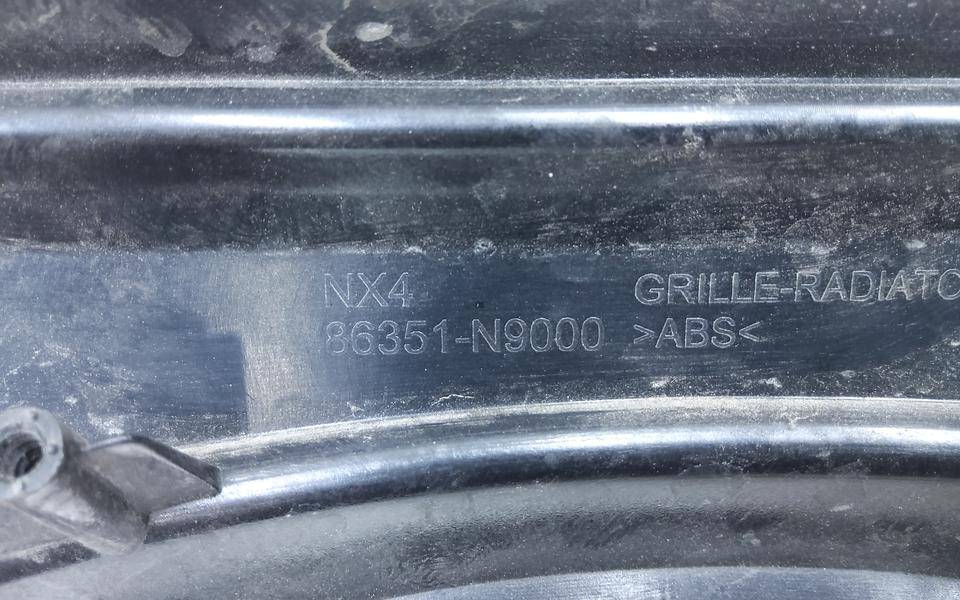 NX4
86351-N9000
GRILLE-RADIATO
>ABS<